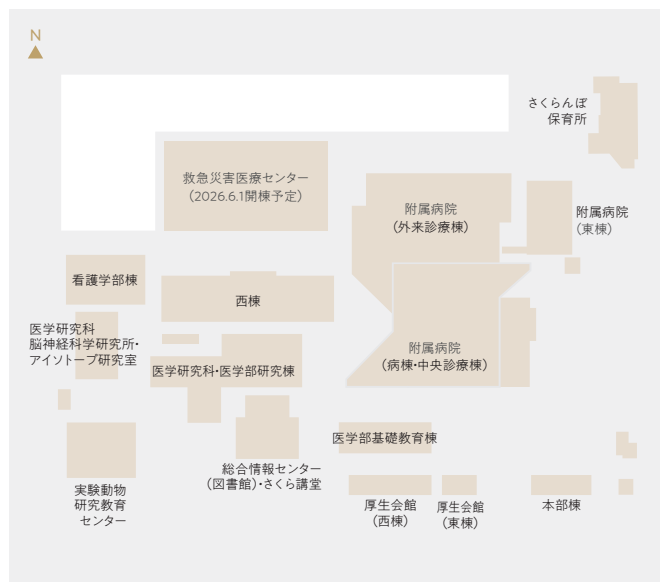 N
さくらんぼ
保育所
救急災害医療センター
（2026.6.1開棟予定）
附属病院
（外来診療棟）
附属病院
（東棟）
看護学部棟
西棟
医学研究科
脳神経科学研究所・
アイソトープ研究室
附属病院
（病棟・中央診療棟）
医学研究科・医学部研究棟
医学部基礎教育棟
総合情報センター
（図書館）・さくら講堂
実験動物
研究教育
センター
厚生会館
（西棟）
厚生会館
（東棟）
本部棟